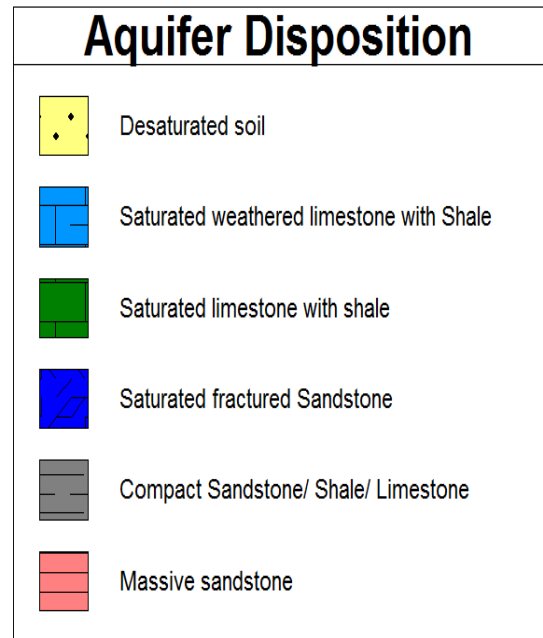 Aquifer Disposition
Desaturated soil
Saturated weathered limestone with Shale
Saturated limestone with shale
Saturated fractured Sandstone
Compact Sandstone/ Shale/ Limestone
Massive sandstone